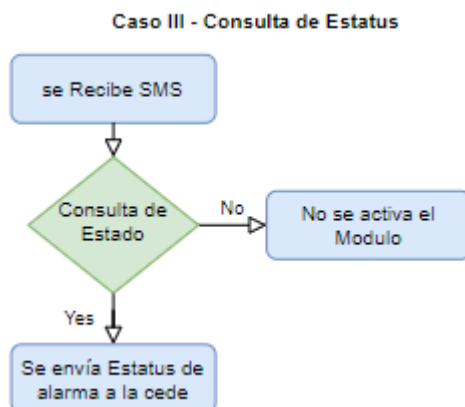 Caso III - Consulta de Estatus
se Recibe SMS
Consulta de
Estado
No
No se activa el
Modulo
Yes
Se envía Estatus de
alarma a la cede